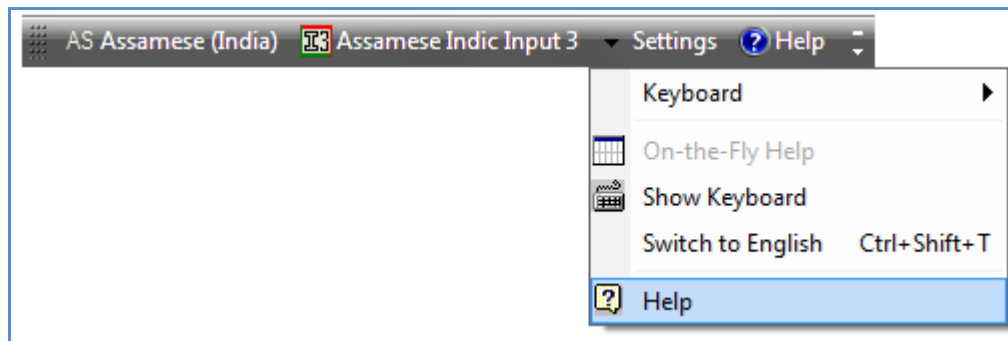 AS Assamese (India) Assamese Indic Input 3 Settings Help
Keyboard
On-the-Fly Help
Show Keyboard
Switch to English Ctrl+Shift+T
Help